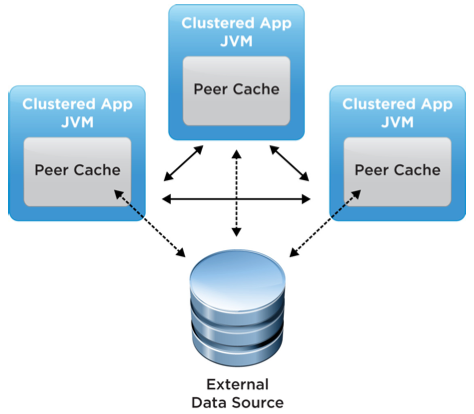 Clustered App
JVM
Peer Cache
Clustered App
JVM
Peer Cache
Clustered App
JVM
Peer Cache
External
Data Source